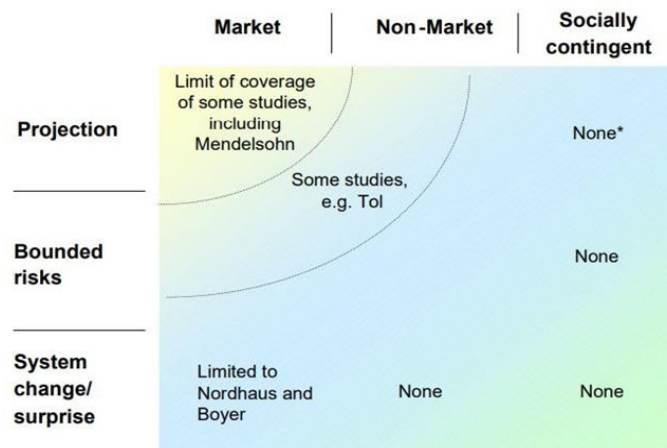 Market
Non-Market
Socially
contingent
Projection
Limit of coverage
of some studies,
including
Mendelsohn
None*
Some studies,
e.g. Tol
Bounded
risks
None
System
change/
surprise
Limited to
Nordhaus and
Boyer
None
None